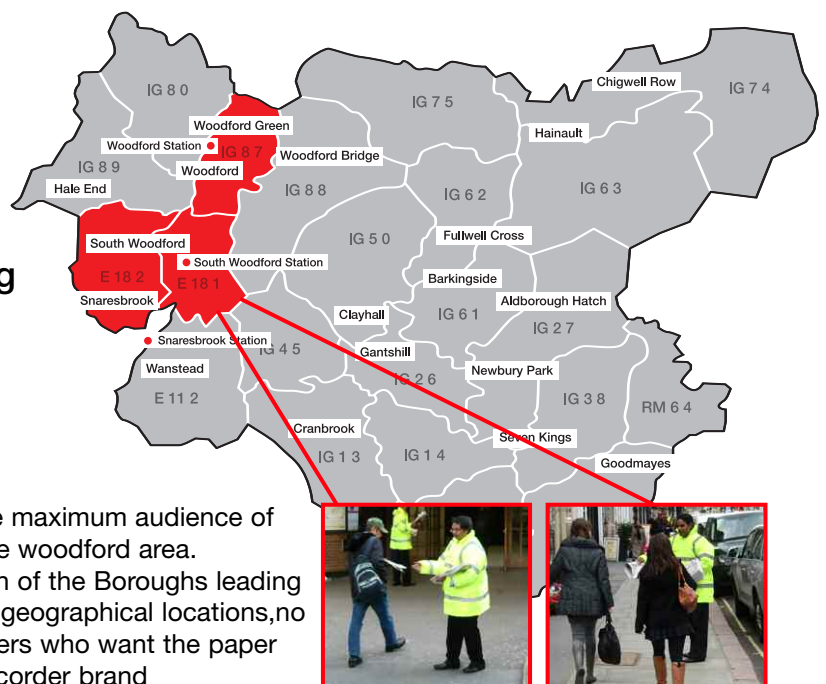 IG 8 0
IG 7 5
Chigwell Row
IG 7 4
Woodford Green
Hainault
Woodford Station
IG 8 7
Woodford Bridge
IG 8 9
Woodford
Hale End
IG 8 8
IG 6 2
IG 6 3
South Woodford
IG 5 0
Fullwell Cross
South Woodford Station
g
E 18 2
E 18 1
Barkingside
Snaresbrook
Aldborough Hatch
Clayhall
IG 6 1
IG 2 7
Snaresbrook Station
IG 4 5
Gantshill
Wanstead
IG 2 6
Newbury Park
E 11 2
IG 3 8
RM 6 4
Cranbrook
Seven Kings
IG 1 3
IG 1 4
Goodmayes
e maximum audience of
e woodford area.
n of the Boroughs leading
geographical locations,no
ers who want the paper
corder brand